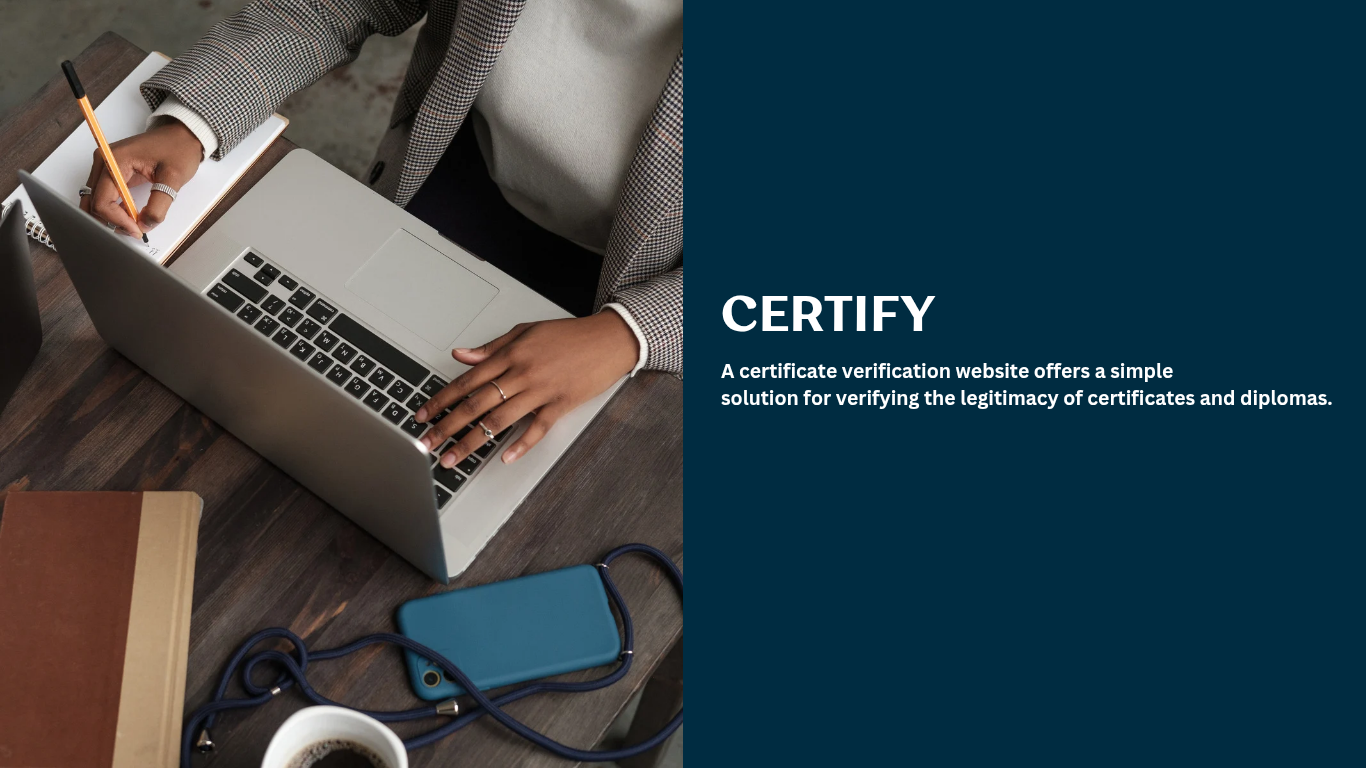 CERTIFY
A certificate verification website offers a simple
solution for verifying the legitimacy of certificates and diplomas.